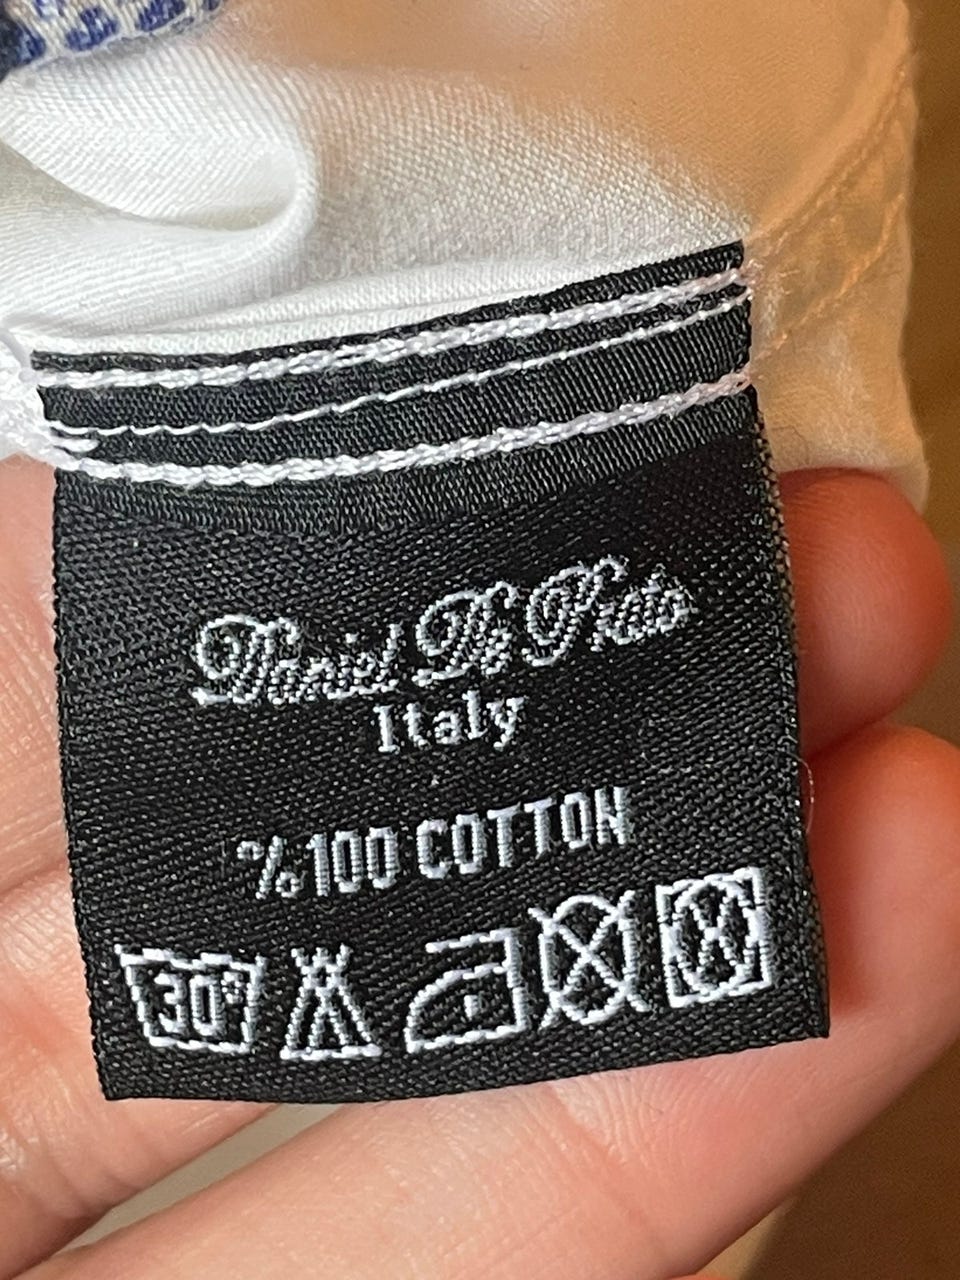 Daniel De Prato
Italy
%100 COTTON
30°